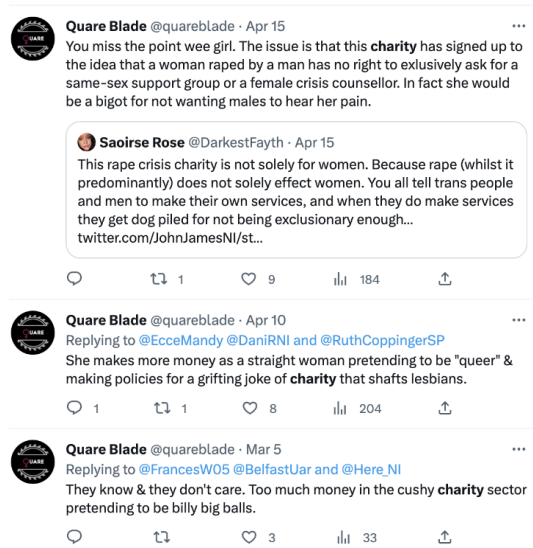 Quare Blade @quareblade · Apr 15
You miss the point wee girl. The issue is that this charity has signed up to
the idea that a woman raped by a man has no right to exlusively ask for a
same-sex support group or a female crisis counsellor. In fact she would
be a bigot for not wanting males to hear her pain.
Saoirse Rose @DarkestFayth · Apr 15
This rape crisis charity is not solely for women. Because rape (whilst it
predominantly) does not solely effect women. You all tell trans people
and men to make their own services, and when they do make services
they get dog piled for not being exclusionary enough...
twitter.com/JohnJamesNI/st...
1 9 184
Quare Blade @quareblade · Apr 10
Replying to @EcceMandy @DaniRNI and @RuthCoppingerSP
She makes more money as a straight woman pretending to be "queer" &
making policies for a grifting joke of charity that shafts lesbians.
1 1 8 204
Quare Blade @quareblade · Mar 5
Replying to @FrancesW05 @BelfastUar and @Here_NI
They know & they don't care. Too much money in the cushy charity sector
pretending to be billy big balls.
3 33